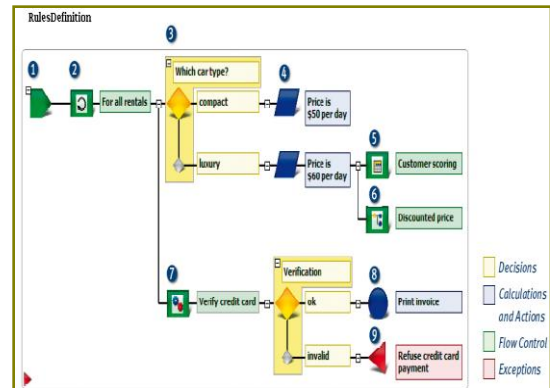 RulesDefinition
3
Which car type?
1
2
4
For all rentals
compact
Price is
$50 per day
5
luxury
Price is
$60 per day
Customer scoring
6
Discounted price
7
Verification
8
Decisions
Verify credit card
ok
Print invoice
Calculations
and Actions
9
Flow Control
invalid
Refuse credit card
payment
Exceptions